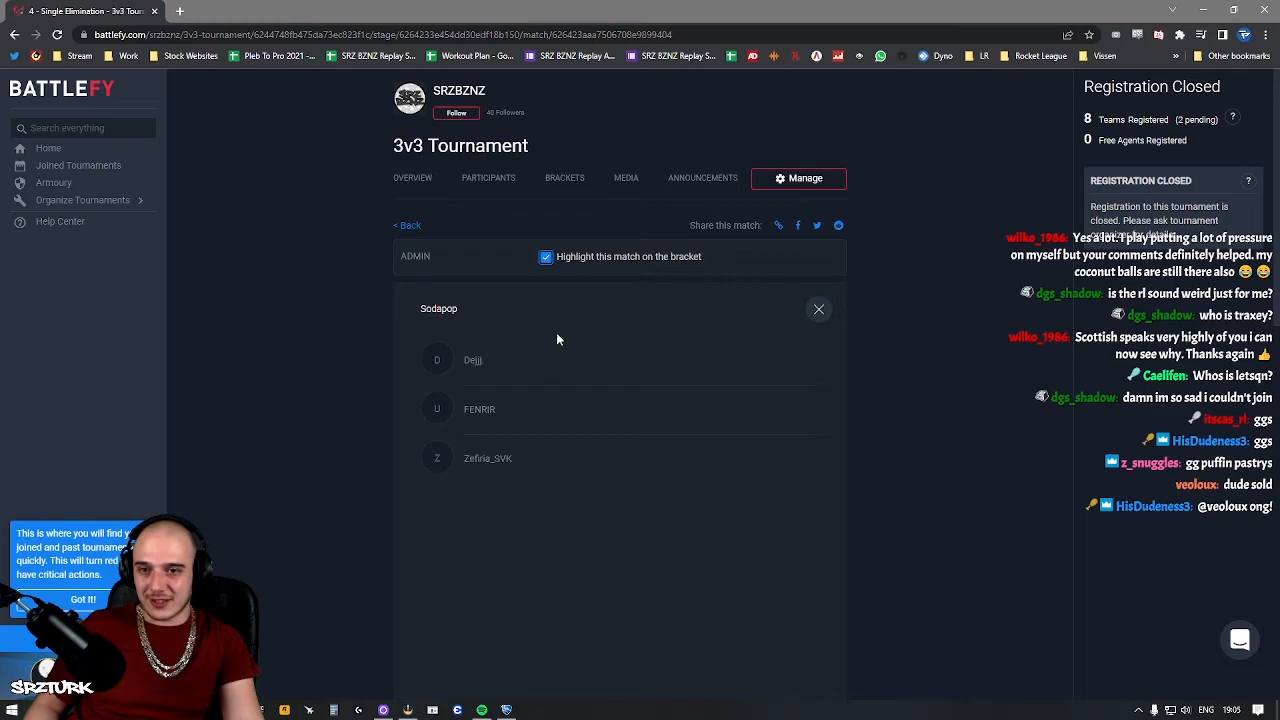 4 - Single Elimination - 3v3 Tour
battlefy.com/srzbznz/3v3-tournament/6244748fb475da73ec823f1c/stage/6264233e454dd30edf18b150/match/626423aaa7506708e9899404
Stream
Work
Stock Websites
Pleb To Pro 2021 -...
SRZ BZNZ - Comm...
QMF - Google Drive
SRZ BZNZ Replay A...
SRZ BZNZ Replay S...
Dyno
LR
Rocket League
Vissen
Other bookmarks
BATTLEFY
Search everything
Home
Joined Tournaments
Armoury
Organize Tournaments
Help Center
SRZBZNZ
Follow
40 Followers
3v3 Tournament
OVERVIEW
PARTICIPANTS
BRACKETS
MEDIA
ANNOUNCEMENTS
Manage
< Back
Share this match:
ADMIN
Highlight this match on the bracket
Sodapop
D
Dejjj.
U
FENRIR
Z
Zefiria_SVK
Registration Closed
8 Teams Registered (2 pending)
0 Free Agents Registered
REGISTRATION CLOSED
Registration to this tournament is
closed. Please ask tournament
wilko_1986: Yes alot. I play putting a lot of pressure
on myself but your comments definitely helped. my
coconut balls are still there also 😄 😄
dgs_shadow: is the rl sound weird just for me?
dgs_shadow: who is traxey?
wilko_1986: Scottish speaks very highly of you i can
now see why. Thanks again 👍
Caelifen: Whos is letsqn?
dgs_shadow: damn im so sad i couldn't join
itscas_rl: ggs
HisDudeness3: ggs
z_snuggles: gg puffin pastrys
veoloux: dude sold
HisDudeness3: @veoloux ong!
This is where you will find y
joined and past tourname
quickly. This will turn red
have critical actions.
Got It!
SRZTURK
ENG
19:05